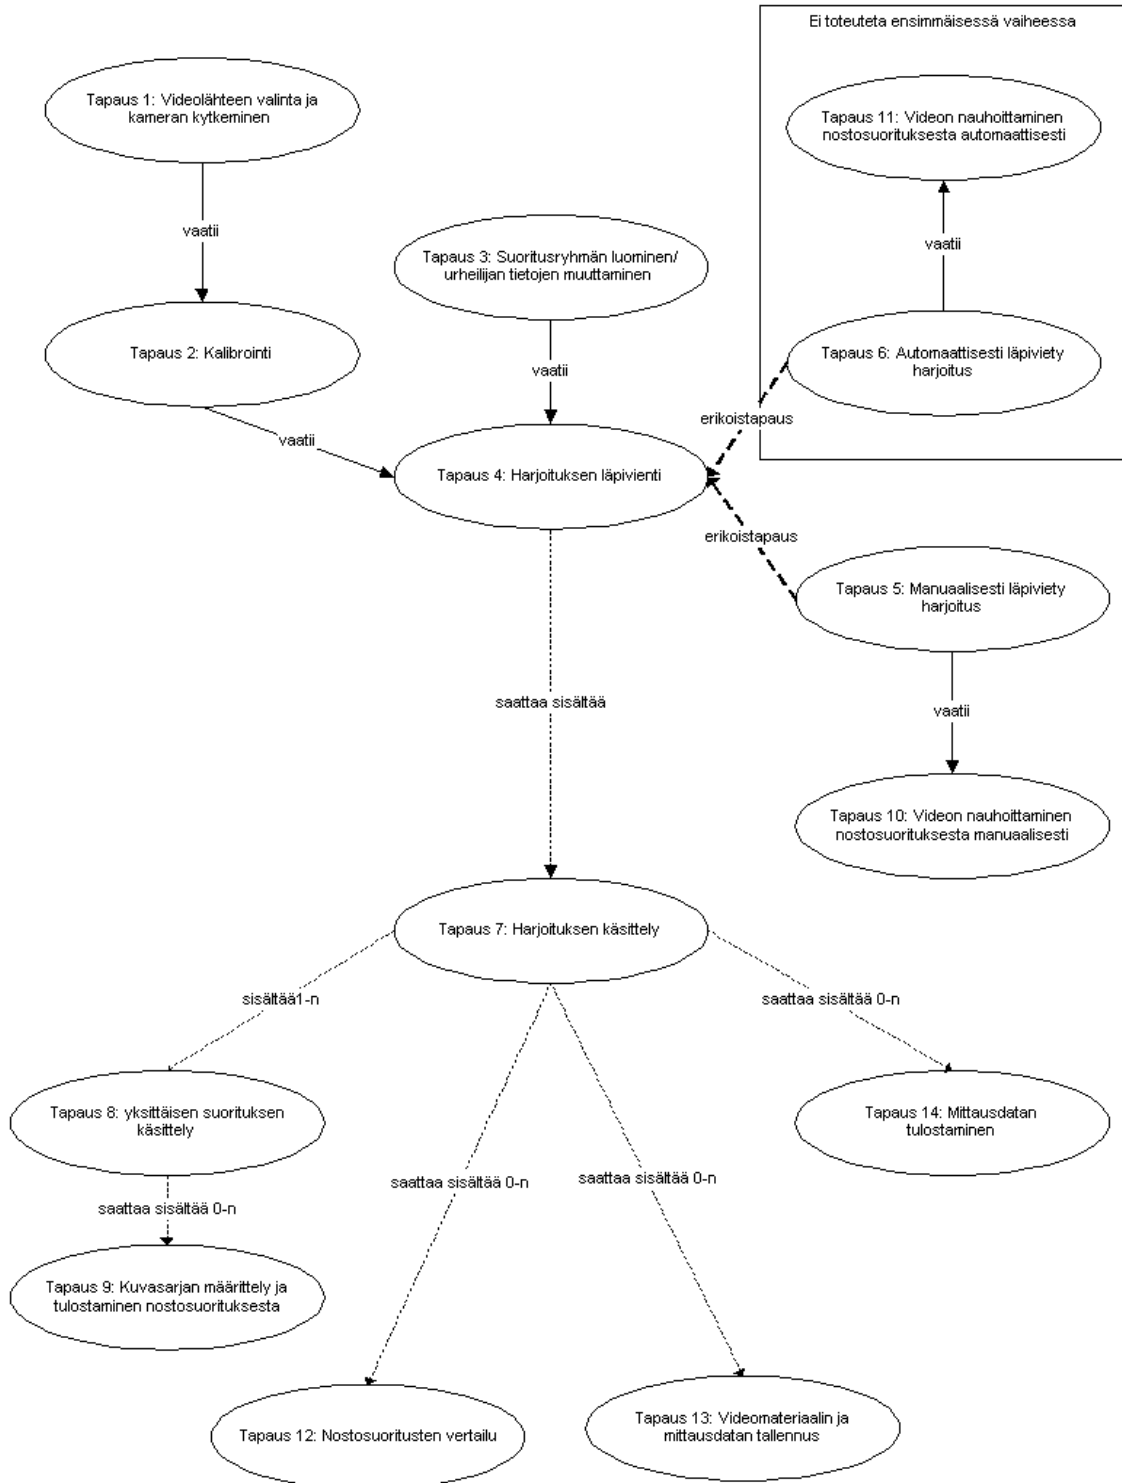 Ei toteuteta ensimmäisessä vaiheessa
Tapaus 1: Videolähteen valinta ja
kameran kytkeminen
Tapaus 11: Videon nauhoittaminen
nostosuorituksesta automaattisesti
vaatii
vaatii
Tapaus 3: Suoritusryhmän luominen/
urheilijan tietojen muuttaminen
Tapaus 2: Kalibrointi
Tapaus 6: Automaattisesti läpiviety
harjoitus
vaatii
erikoistapaus
vaatii
Tapaus 4: Harjoituksen läpivienti
erikoistapaus
Tapaus 5: Manuaalisesti läpiviety
harjoitus
saattaa sisältää
vaatii
Tapaus 10: Videon nauhoittaminen
nostosuorituksesta manuaalisesti
Tapaus 7: Harjoituksen käsittely
sisältää1-n
saattaa sisältää 0-n
Tapaus 8: yksittäisen suorituksen
käsittely
Tapaus 14: Mittausdatan
tulostaminen
saattaa sisältää 0-n
saattaa sisältää 0-n
saattaa sisältää 0-n
Tapaus 9: Kuvasarjan määrittely ja
tulostaminen nostosuorituksesta
Tapaus 12: Nostosuoritusten vertailu
Tapaus 13: Videomateriaalin ja
mittausdatan tallennus